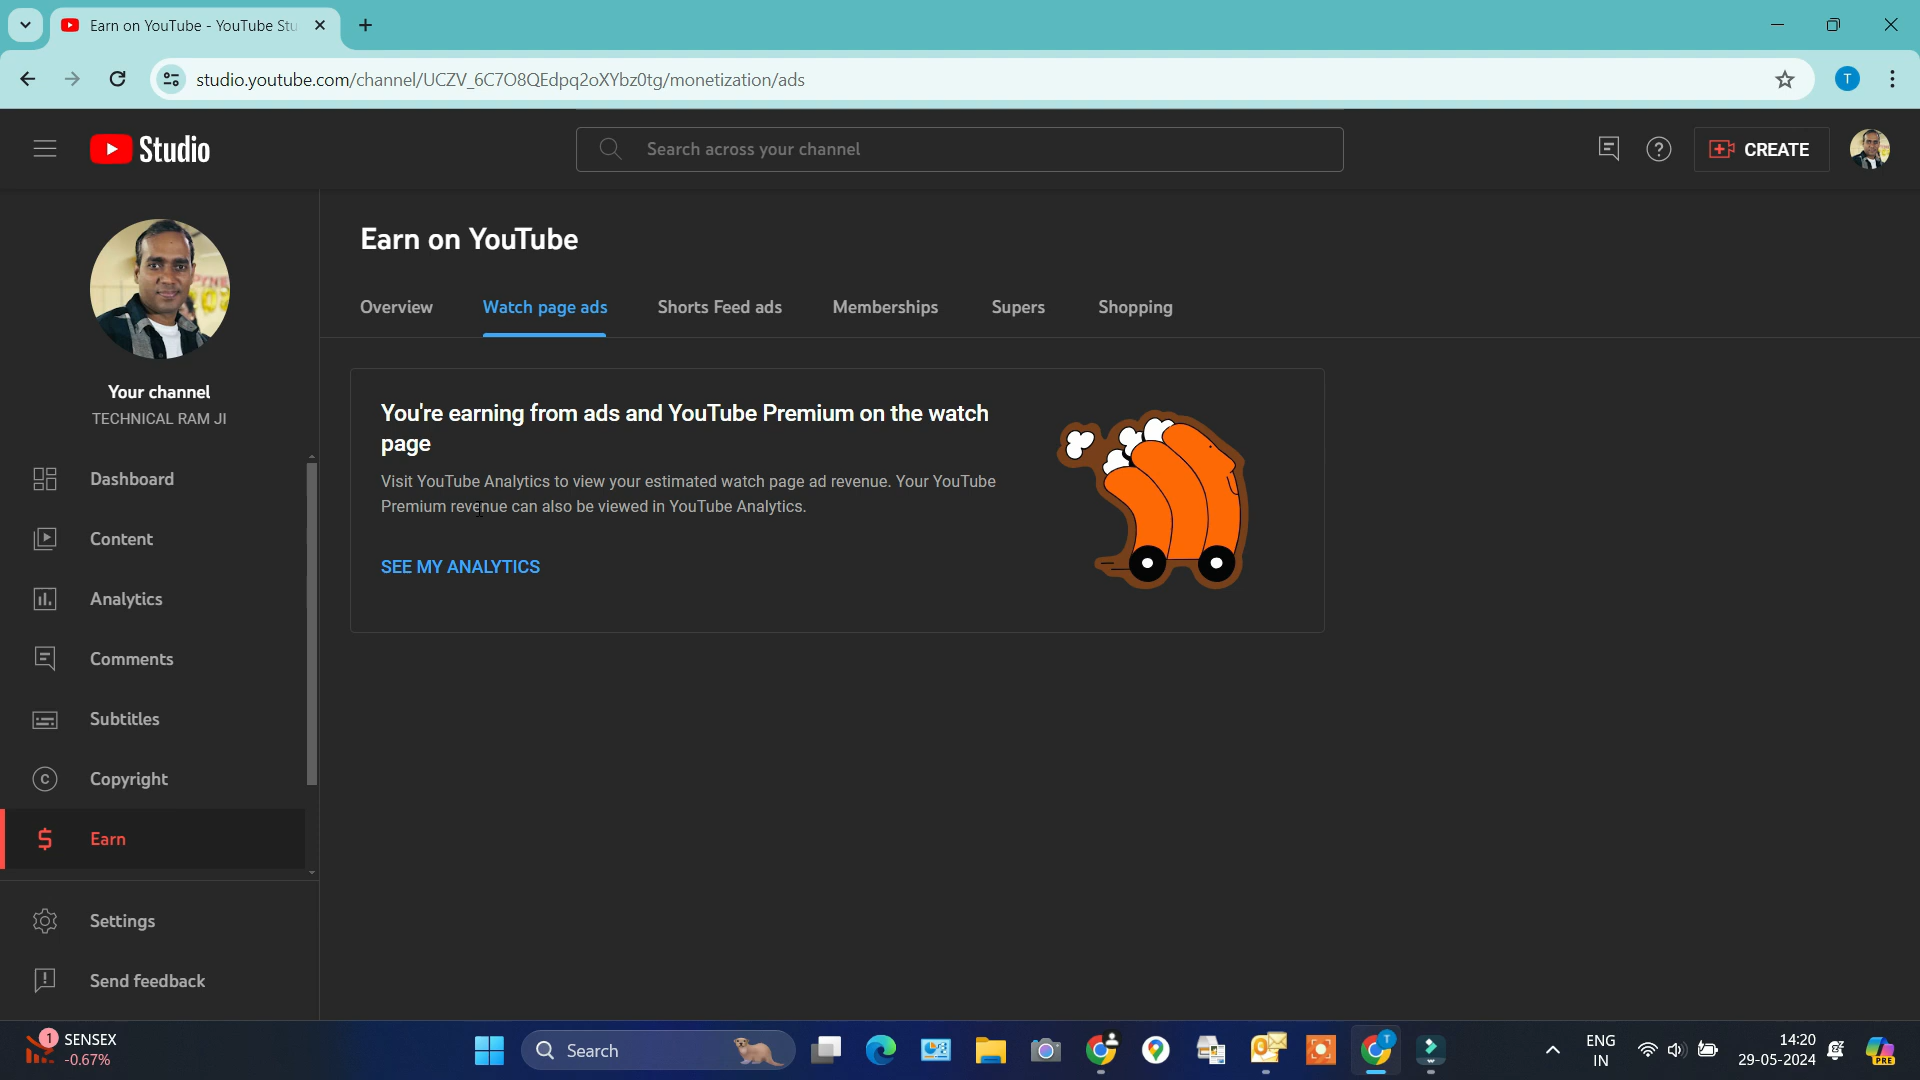 Earn on YouTube - YouTube Stu
studio.youtube.com/channel/UCZV_6C7O8QEdpq2oXYbz0tg/monetization/ads
T
Studio
Search across your channel
CREATE
Your channel
TECHNICAL RAM JI
Dashboard
Content
Analytics
Comments
Subtitles
Copyright
Earn
Settings
Send feedback
Earn on YouTube
Overview
Watch page ads
Shorts Feed ads
Memberships
Supers
Shopping
You're earning from ads and YouTube Premium on the watch
page
Visit YouTube Analytics to view your estimated watch page ad revenue. Your YouTube
Premium revenue can also be viewed in YouTube Analytics.
SEE MY ANALYTICS
1
SENSEX
-0.67%
Search
T
ENG
IN
14:20
29-05-2024
PRE